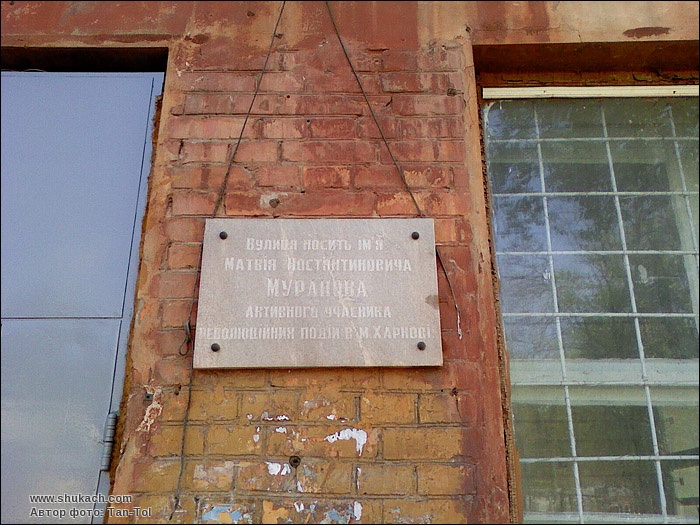 Вулиця носить ім'я
Матвія Костянтиновича
МУРАНОВА
активного учасника
революційних подій в м.Харкові
www.shukach.com
Автор фото: Tan-Tol